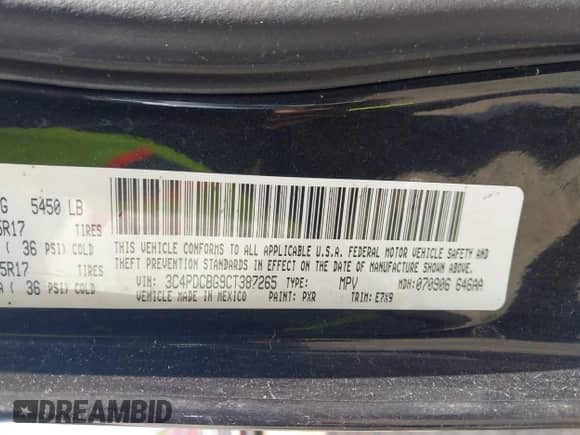 G 5450 LB
5R17 TIRES
( 36 PSI) COLD
5R17 TIRES
A ( 36 PSI) COLD
THIS VEHICLE CONFORMS TO ALL APPLICABLE U.S.A. FEDERAL MOTOR VEHICLE SAFETY AND
THEFT PREVENTION STANDARDS IN EFFECT ON THE DATE OF MANUFACTURE SHOWN ABOVE.
VIN: 3C4PDCBG9CT387265 TYPE: MPV MDH: 070906 646AA
VEHICLE MADE IN MEXICO PAINT: PXR TRIM: E7X9
DREAMBID